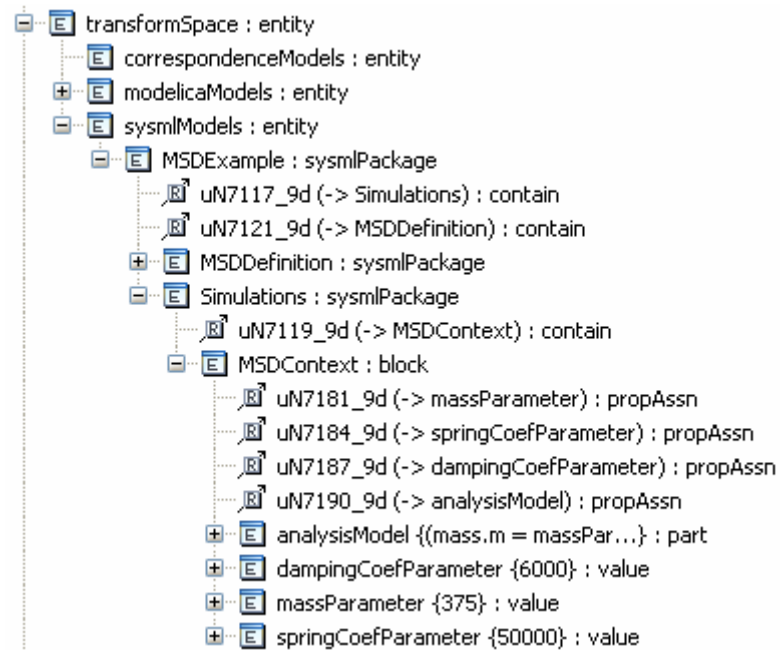 transformSpace : entity
correspondenceModels : entity
modelicaModels : entity
sysmlModels : entity
MSDExample : sysmlPackage
uN7117_9d (-> Simulations) : contain
uN7121_9d (-> MSDDefinition) : contain
MSDDefinition : sysmlPackage
Simulations : sysmlPackage
uN7119_9d (-> MSDContext) : contain
MSDContext : block
uN7181_9d (-> massParameter) : propAssn
uN7184_9d (-> springCoefParameter) : propAssn
uN7187_9d (-> dampingCoefParameter) : propAssn
uN7190_9d (-> analysisModel) : propAssn
analysisModel {(mass.m = massPar...} : part
dampingCoefParameter {6000} : value
massParameter {375} : value
springCoefParameter {50000} : value